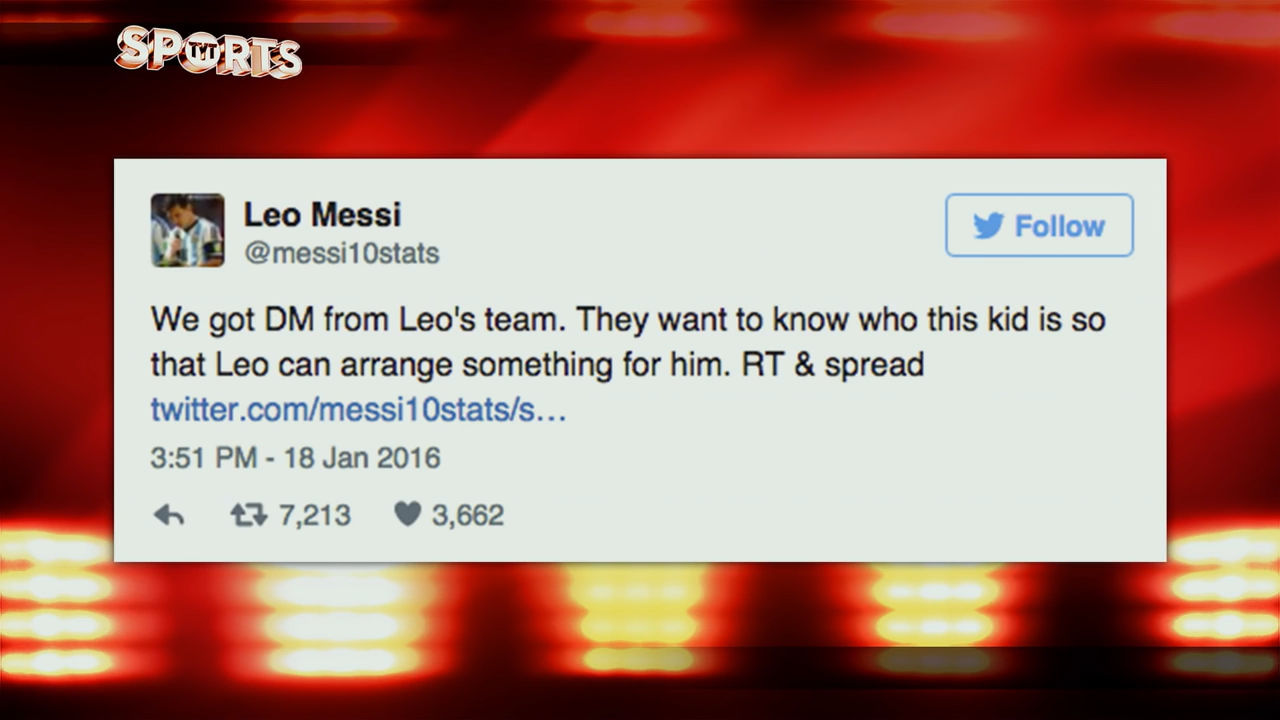 SPORTS
TYT
Leo Messi
@messi10stats
Follow
We got DM from Leo's team. They want to know who this kid is so
that Leo can arrange something for him. RT & spread
twitter.com/messi10stats/s...
3:51 PM - 18 Jan 2016
7,213 3,662